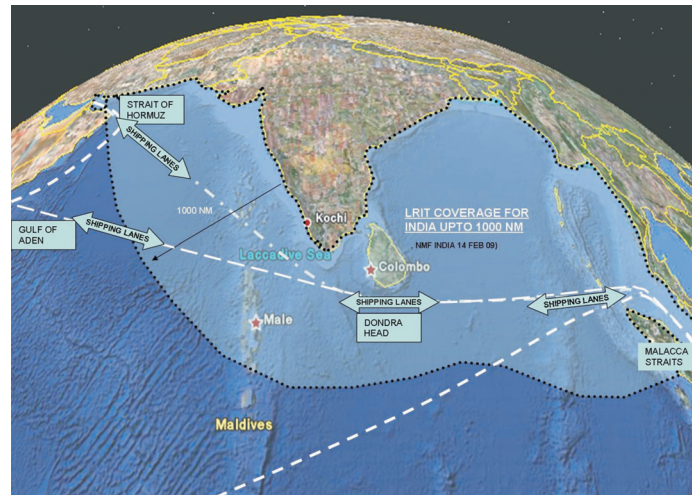 STRAIT OF
HORMUZ
SHIPPING LANES
1000 NM
Kochi
LRIT COVERAGE FOR
INDIA UPTO 1000 NM
, NMF INDIA 14 FEB 09)
GULF OF
ADEN
SHIPPING LANES
Laccadive Sea
Colombo
SHIPPING LANES
SHIPPING LANES
Male
DONDRA
HEAD
MALACCA
STRAITS
Maldives